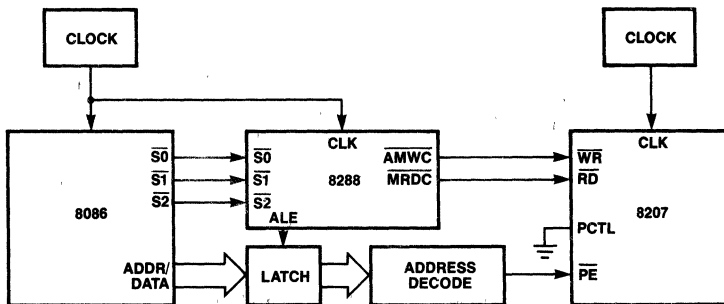 CLOCK
CLOCK
8086
S0
S1
S2
ADDR/
DATA
CLK
8288
S0
S1
S2
ALE
AMWC
MRDC
LATCH
ADDRESS
DECODE
CLK
WR
RD
8207
PCTL
PE